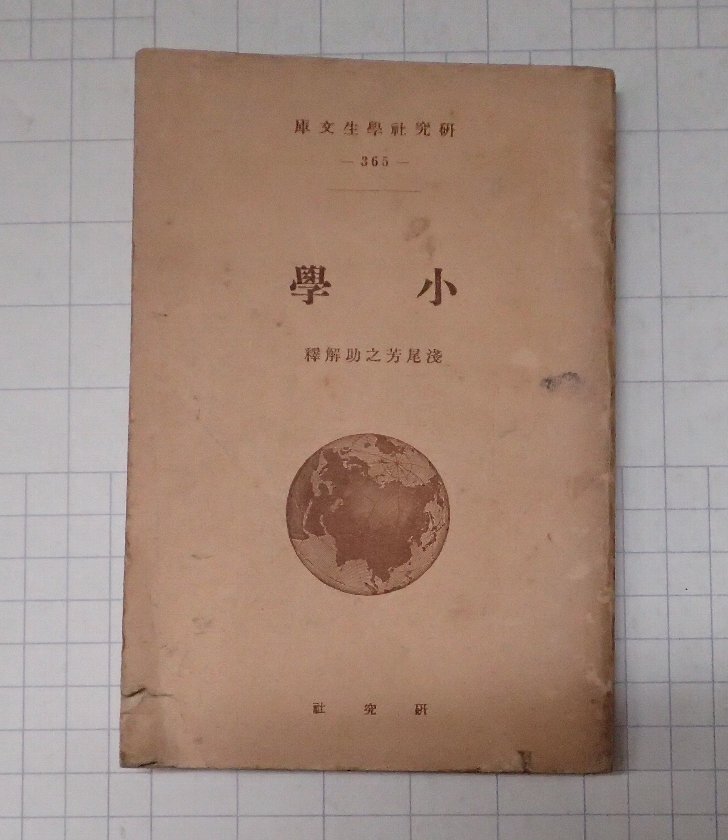 研究社學生文庫
— 365 —
小學
淺尾芳之助解釋
研究社